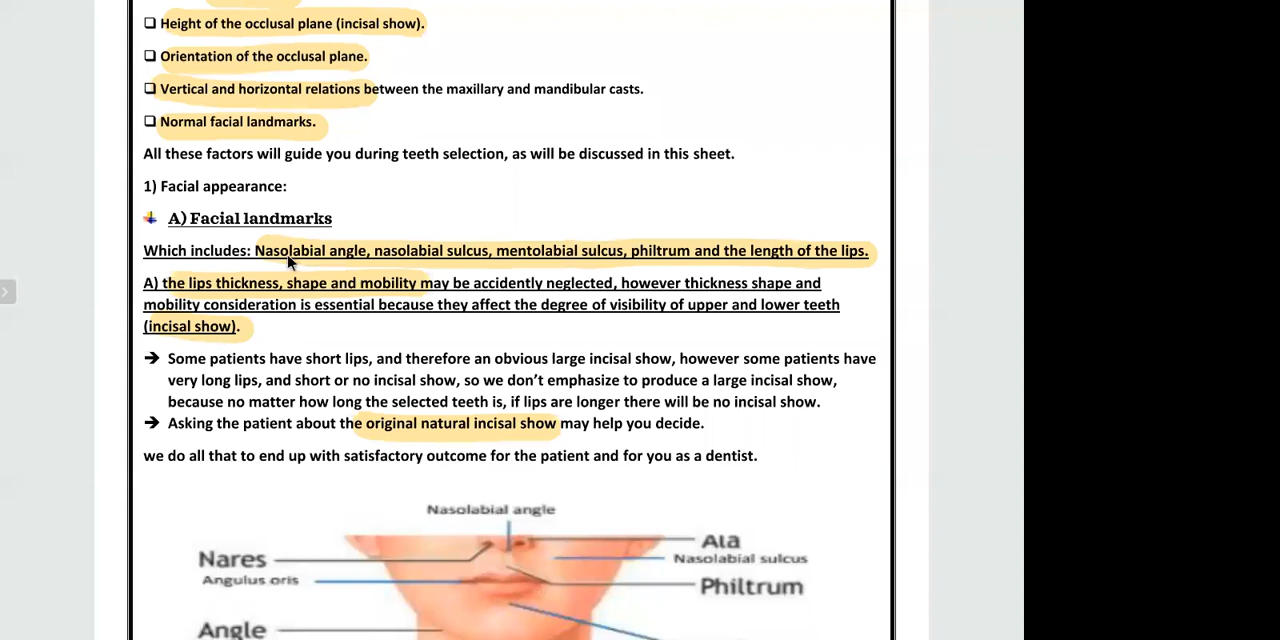 ❑ Height of the occlusal plane (incisal show).
❑ Orientation of the occlusal plane.
❑ Vertical and horizontal relations between the maxillary and mandibular casts.
❑ Normal facial landmarks.
All these factors will guide you during teeth selection, as will be discussed in this sheet.
1) Facial appearance:
A) Facial landmarks
Which includes: Nasolabial angle, nasolabial sulcus, mentolabial sulcus, philtrum and the length of the lips.
A) the lips thickness, shape and mobility may be accidently neglected, however thickness shape and
mobility consideration is essential because they affect the degree of visibility of upper and lower teeth
(incisal show).
➔ Some patients have short lips, and therefore an obvious large incisal show, however some patients have
very long lips, and short or no incisal show, so we don’t emphasize to produce a large incisal show,
because no matter how long the selected teeth is, if lips are longer there will be no incisal show.
➔ Asking the patient about the original natural incisal show may help you decide.
we do all that to end up with satisfactory outcome for the patient and for you as a dentist.
Nasolabial angle
Nares
Ala
Nasolabial sulcus
Angulus oris
Philtrum
Angle